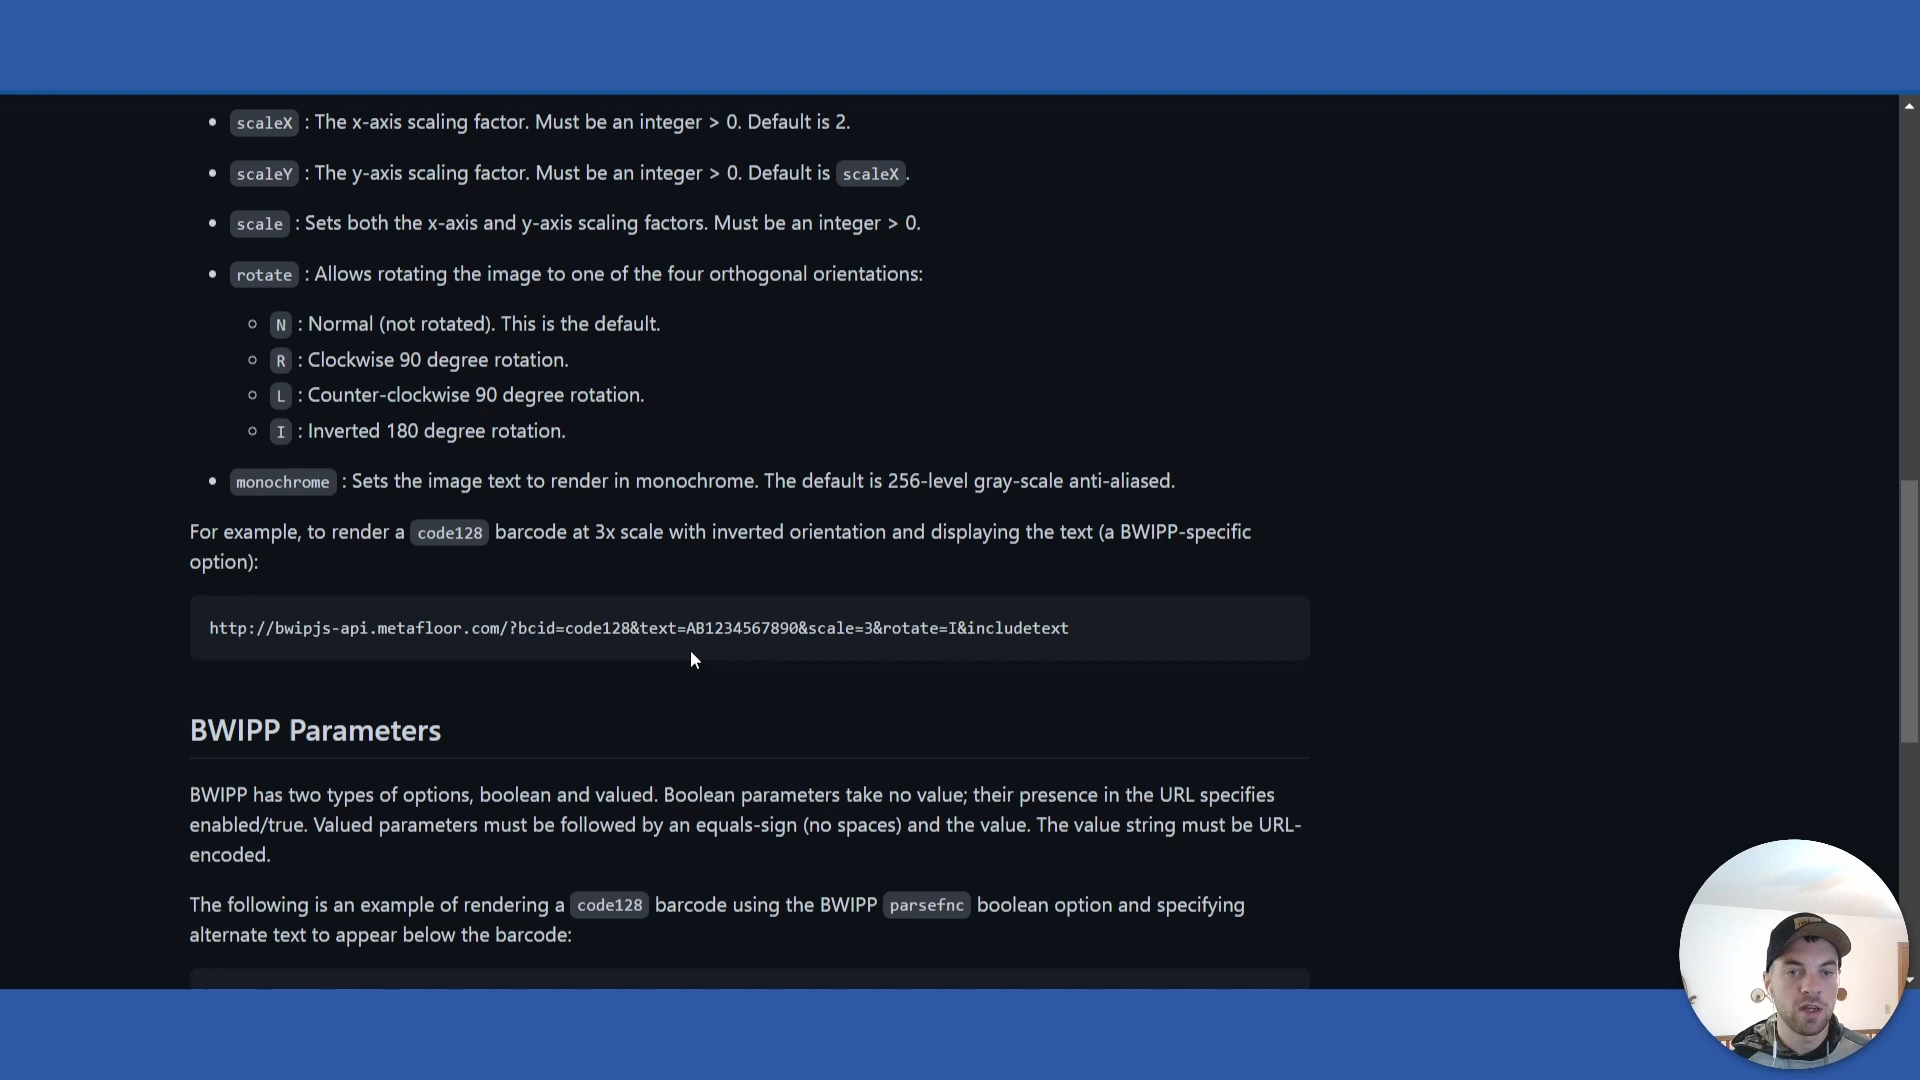 scaleX : The x-axis scaling factor. Must be an integer > 0. Default is 2.
scaleY : The y-axis scaling factor. Must be an integer > 0. Default is scaleX.
scale : Sets both the x-axis and y-axis scaling factors. Must be an integer > 0.
rotate : Allows rotating the image to one of the four orthogonal orientations:
N : Normal (not rotated). This is the default.
R : Clockwise 90 degree rotation.
L : Counter-clockwise 90 degree rotation.
I : Inverted 180 degree rotation.
monochrome : Sets the image text to render in monochrome. The default is 256-level gray-scale anti-aliased.
For example, to render a code128 barcode at 3x scale with inverted orientation and displaying the text (a BWIPP-specific
option):
http://bwipjs-api.metafloor.com/?bcid=code128&text=AB1234567890&scale=3&rotate=I&includetext
BWIPP Parameters
BWIPP has two types of options, boolean and valued. Boolean parameters take no value; their presence in the URL specifies
enabled/true. Valued parameters must be followed by an equals-sign (no spaces) and the value. The value string must be URL-
encoded.
The following is an example of rendering a code128 barcode using the BWIPP parsefnc boolean option and specifying
alternate text to appear below the barcode: